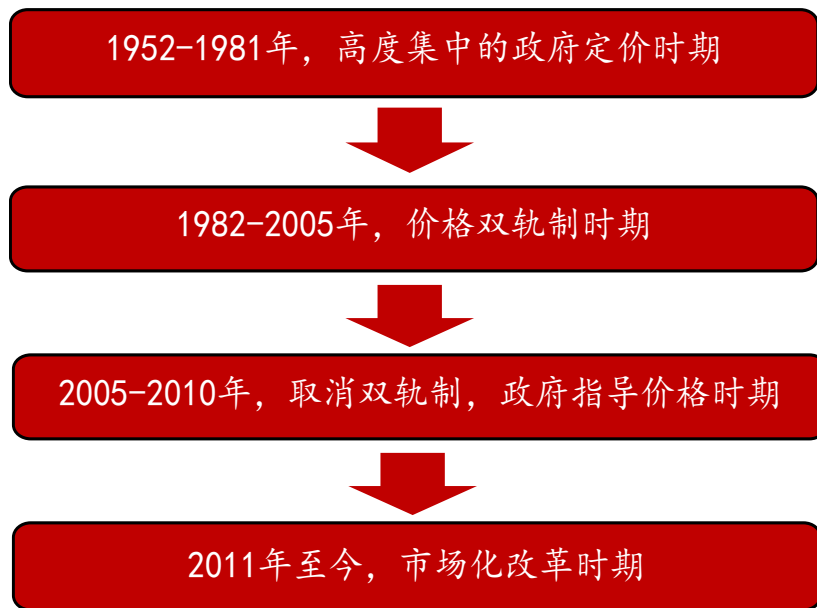 1952-1981年，高度集中的政府定价时期
1982-2005年，价格双轨制时期
2005-2010年，取消双轨制，政府指导价格时期
2011年至今，市场化改革时期